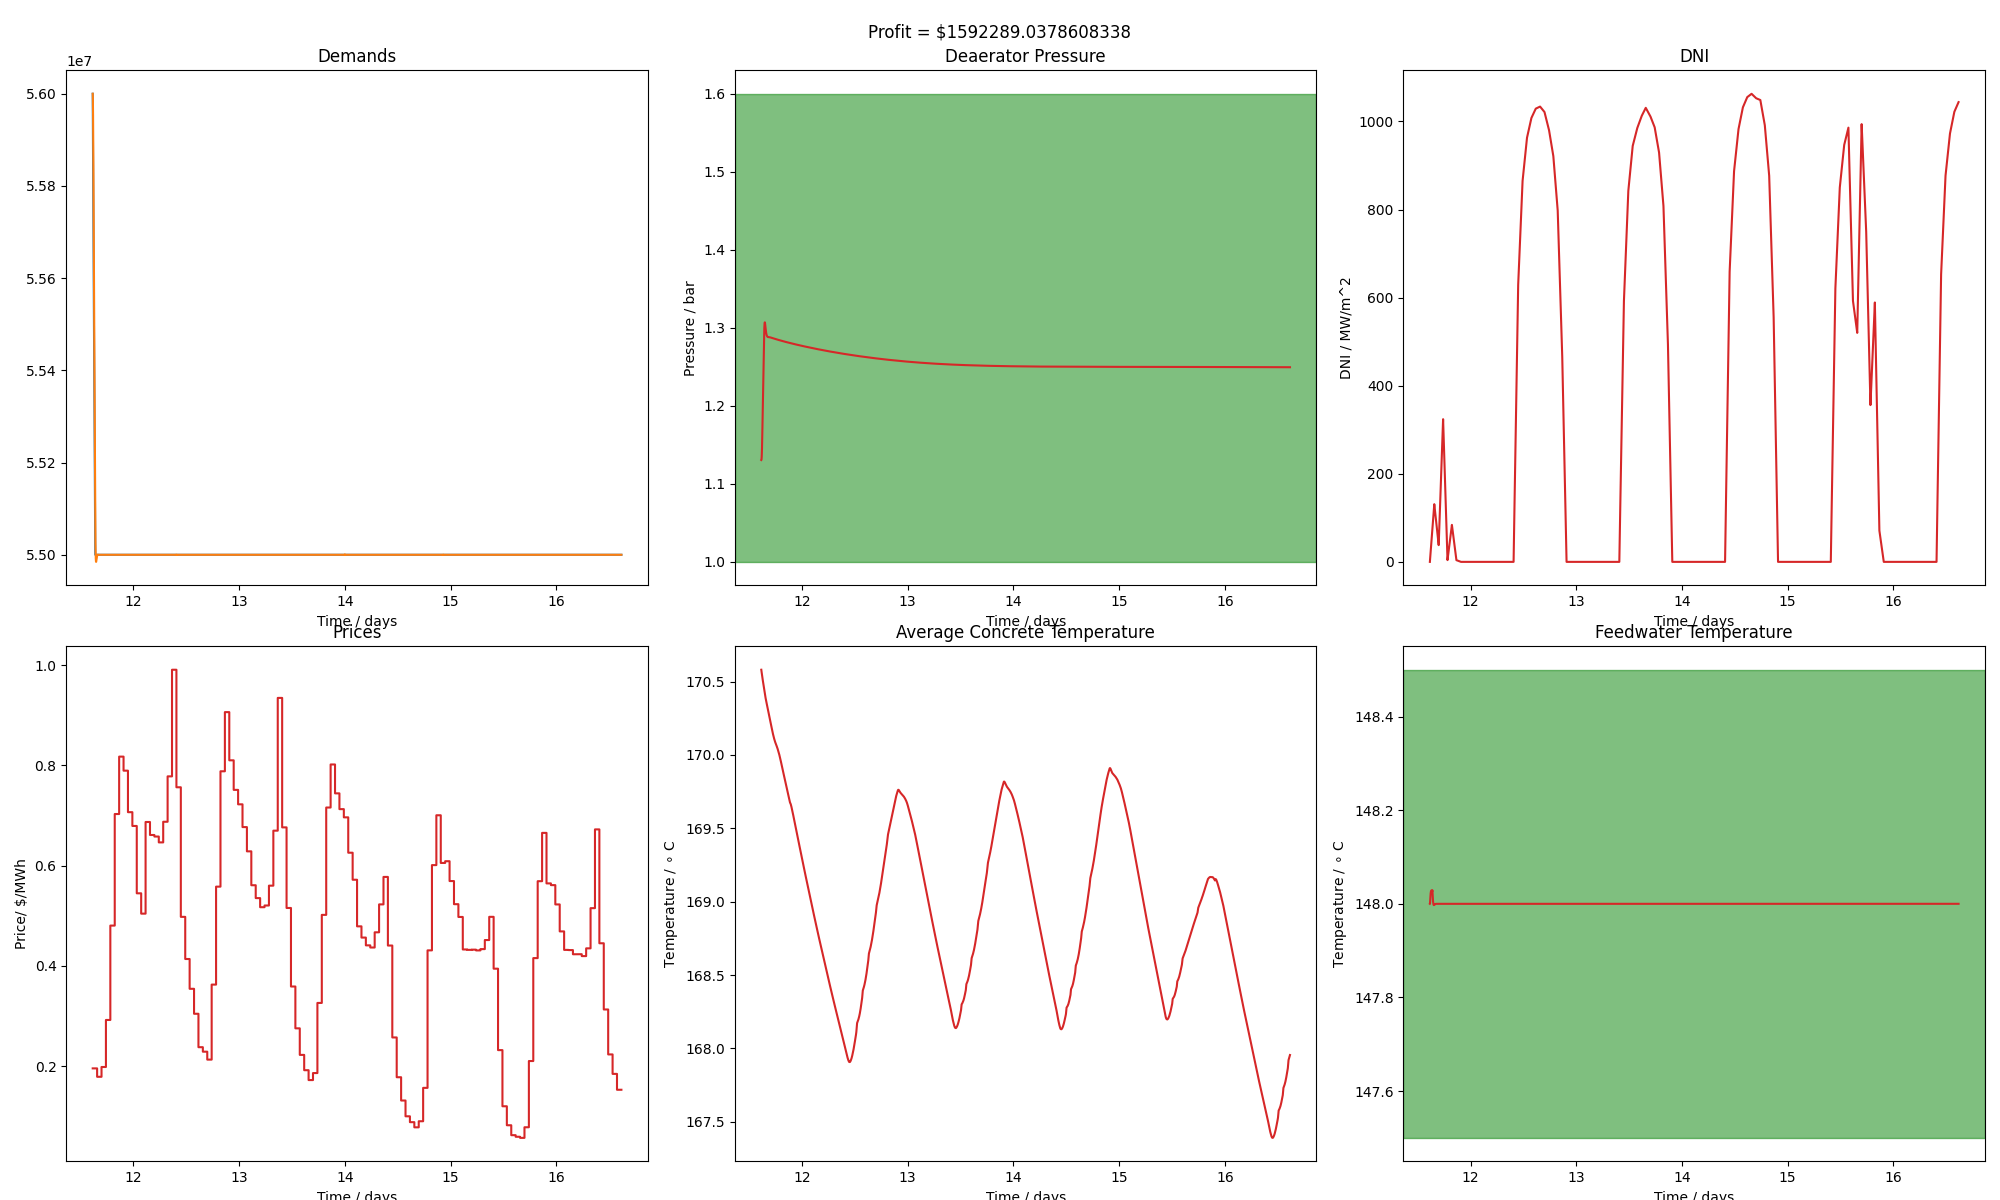 Profit = $1592289.0378608338
Demands
1e7
5.60
5.58
5.56
5.54
5.52
5.50
12 13 14 15 16
Time / days
Deaerator Pressure
Pressure / bar
1.6
1.5
1.4
1.3
1.2
1.1
1.0
12 13 14 15 16
Time / days
DNI
DNI / MW/m^2
1000
800
600
400
200
0
12 13 14 15 16
Time / days
Prices
Price/ $/MWh
1.0
0.8
0.6
0.4
0.2
12 13 14 15 16
Time / days
Average Concrete Temperature
Temperature / ∘ C
170.5
170.0
169.5
169.0
168.5
168.0
167.5
12 13 14 15 16
Time / days
Feedwater Temperature
Temperature / ∘ C
148.4
148.2
148.0
147.8
147.6
12 13 14 15 16
Time / days